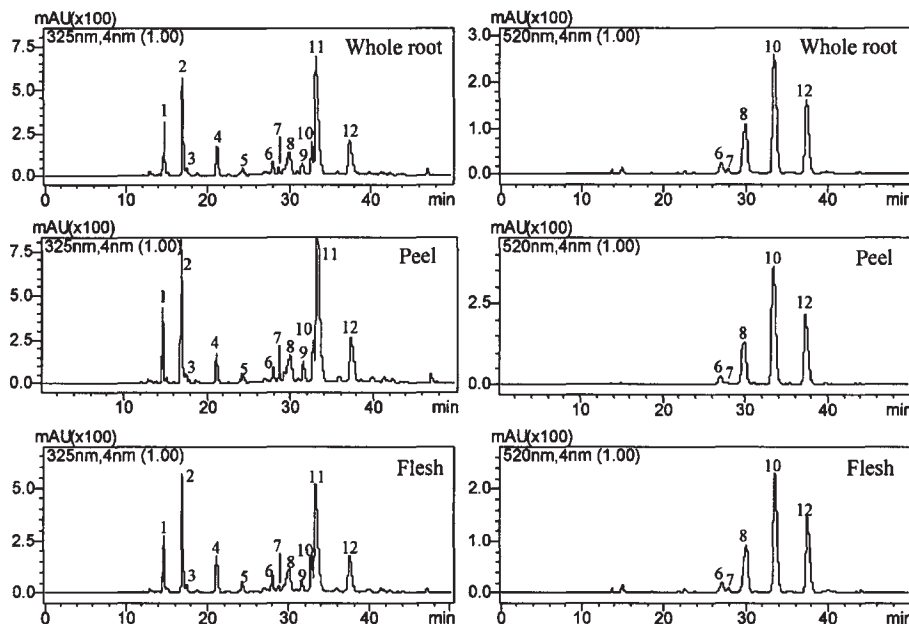 mAU(x100)
325nm,4nm (1.00)
Whole root
7.5
5.0
2.5
0.0
1 2 3 4 5 6 7 8 9 10 11 12
0 10 20 30 40 min
mAU(x100)
520nm,4nm (1.00)
Whole root
3.0
2.0
1.0
0.0
6 7 8 10 12
0 10 20 30 40 min
mAU(x100)
325nm,4nm (1.00)
Peel
7.5
5.0
2.5
0.0
1 2 3 4 5 6 7 8 9 10 11 12
10 20 30 40 min
mAU(x100)
520nm,4nm (1.00)
Peel
2.5
0.0
6 7 8 10 12
10 20 30 40 min
mAU(x100)
325nm,4nm (1.00)
Flesh
5.0
2.5
0.0
1 2 3 4 5 6 7 8 9 10 11 12
0 10 20 30 40 min
mAU(x100)
520nm,4nm (1.00)
Flesh
2.0
1.0
0.0
6 7 8 10 12
0 10 20 30 40 min